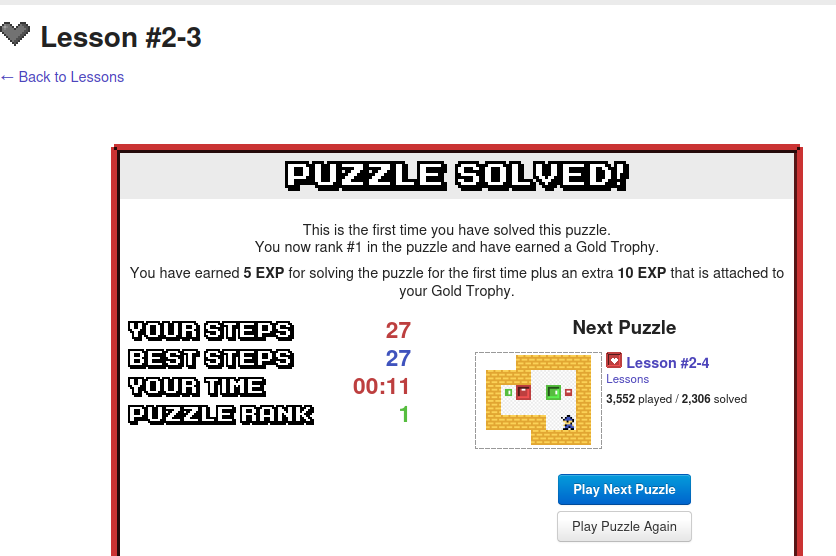 Lesson #2-3
← Back to Lessons
PUZZLE SOLVED!
This is the first time you have solved this puzzle.
You now rank #1 in the puzzle and have earned a Gold Trophy.
You have earned 5 EXP for solving the puzzle for the first time plus an extra 10 EXP that is attached to
your Gold Trophy.
YOUR STEPS 27
BEST STEPS 27
YOUR TIME 00:11
PUZZLE RANK 1
Next Puzzle
Lesson #2-4
Lessons
3,552 played / 2,306 solved
Play Next Puzzle
Play Puzzle Again